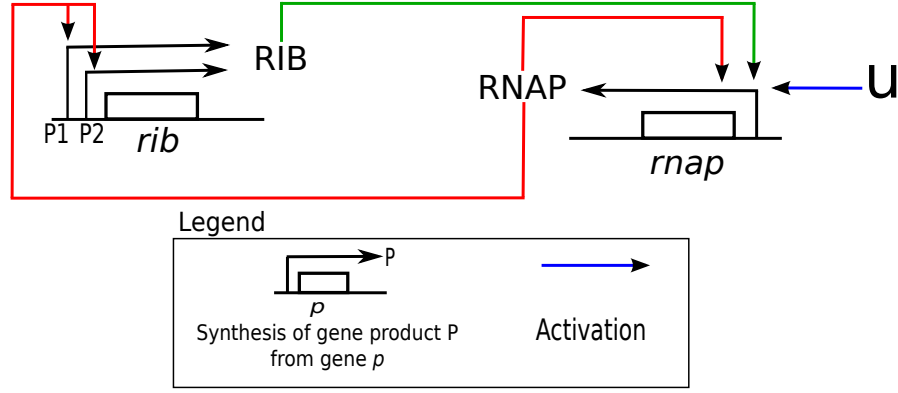 RIB
RNAP
u
P1 P2
rib
rnap
Legend
P
p
Synthesis of gene product P
from gene p
Activation